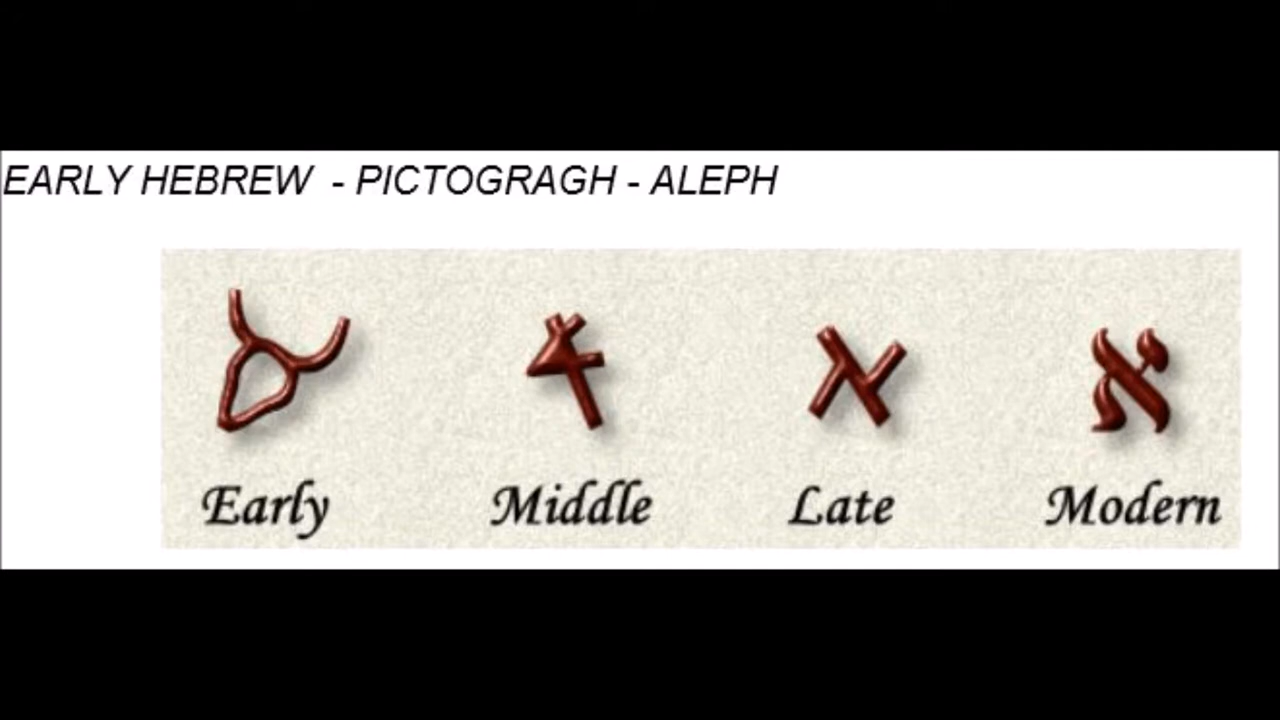 EARLY HEBREW - PICTOGRAGH - ALEPH
א
Early Middle Late Modern